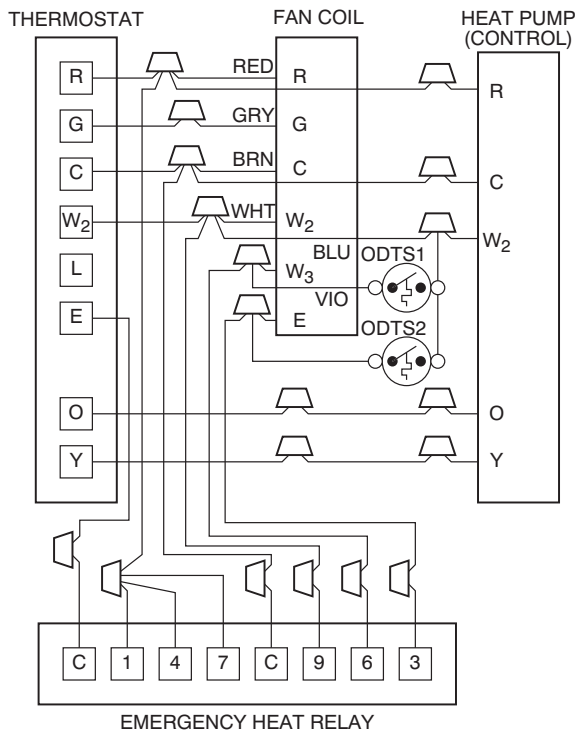 THERMOSTAT
FAN COIL
HEAT PUMP
(CONTROL)
R
RED
R
R
G
GRY
G
C
BRN
C
C
W2
WHT
W2
W2
L
BLU
W3
ODTS1
VIO
E
E
ODTS2
O
O
Y
Y
C 1 4 7 C 9 6 3
EMERGENCY HEAT RELAY